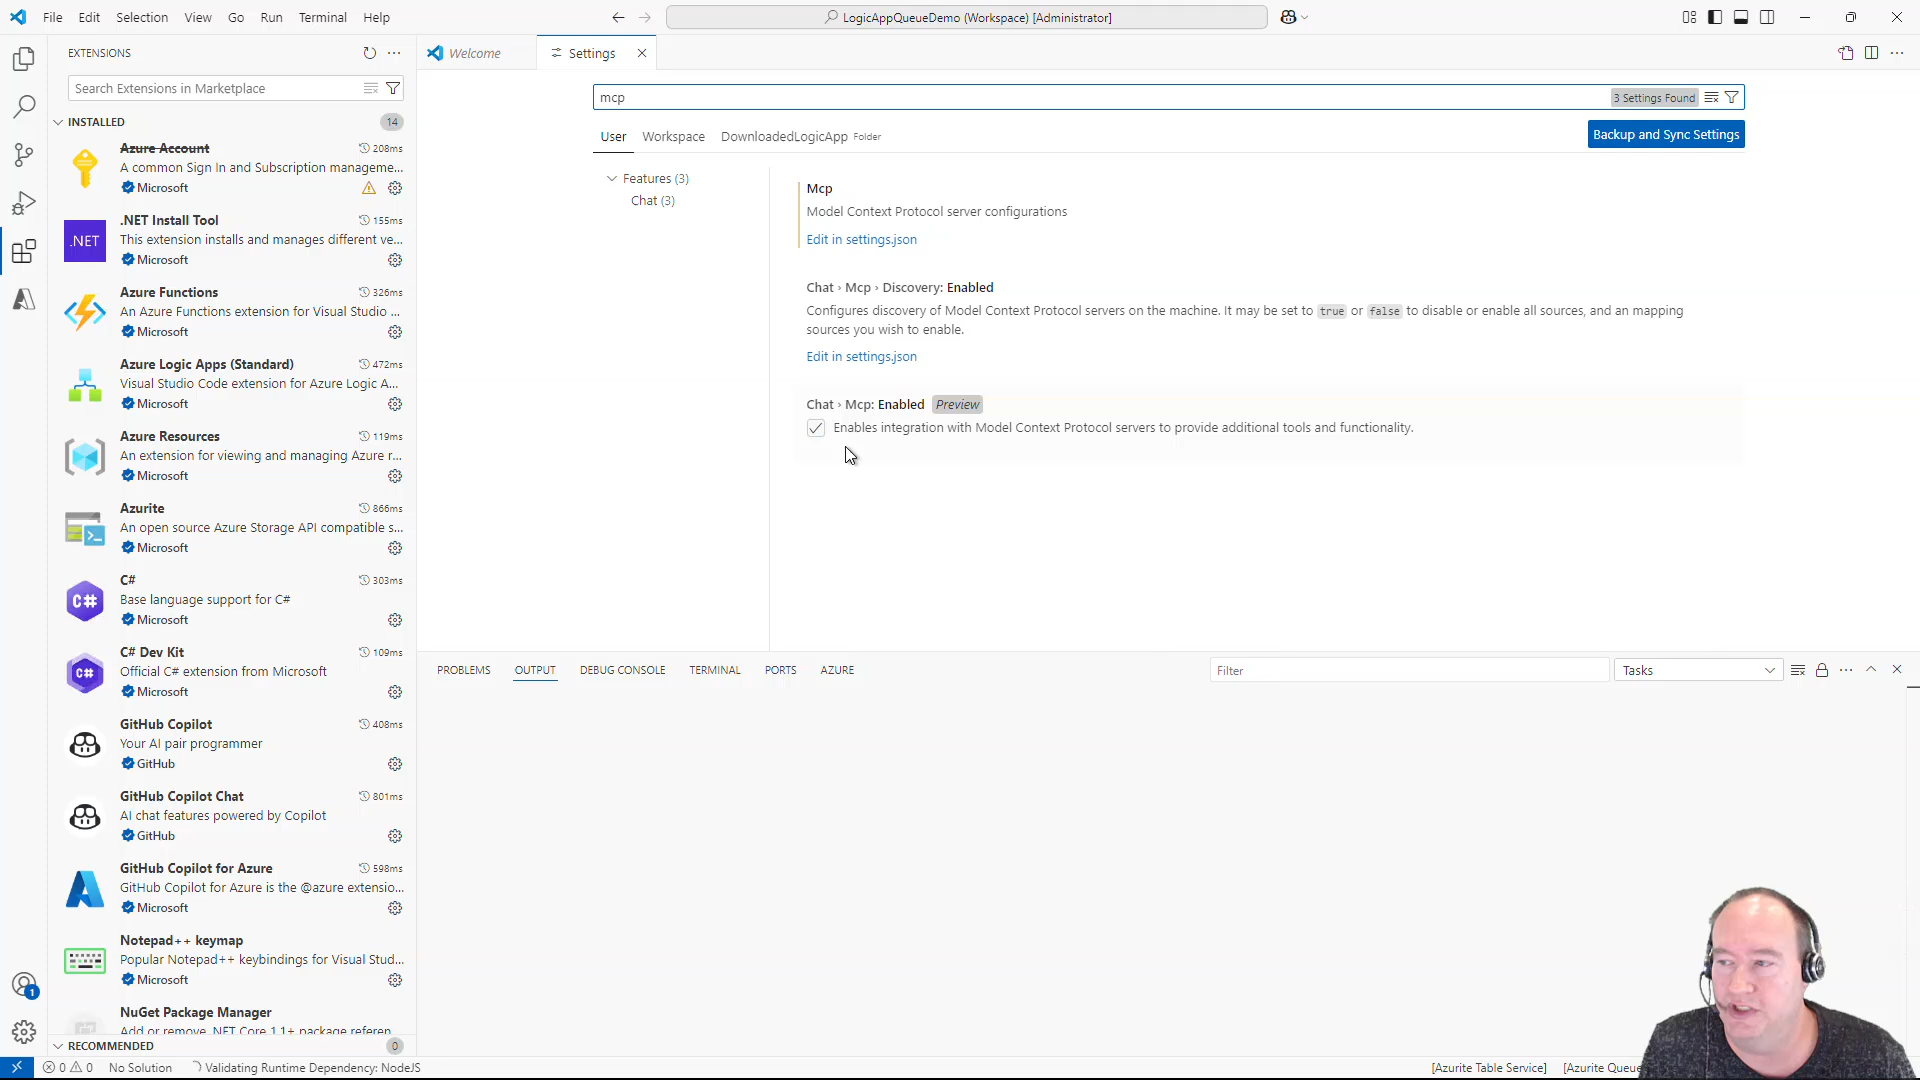 File Edit Selection View Go Run Terminal Help
LogicAppQueueDemo (Workspace) [Administrator]
EXTENSIONS
Search Extensions in Marketplace
INSTALLED
14
Azure Account
208ms
A common Sign In and Subscription manageme...
Microsoft
.NET
.NET Install Tool
155ms
This extension installs and manages different ve...
Microsoft
Azure Functions
326ms
An Azure Functions extension for Visual Studio ...
Microsoft
Azure Logic Apps (Standard)
472ms
Visual Studio Code extension for Azure Logic A...
Microsoft
Azure Resources
119ms
An extension for viewing and managing Azure r...
Microsoft
Azurite
866ms
An open source Azure Storage API compatible s...
Microsoft
C#
C#
303ms
Base language support for C#
Microsoft
C#
C# Dev Kit
109ms
Official C# extension from Microsoft
Microsoft
GitHub Copilot
408ms
Your AI pair programmer
GitHub
GitHub Copilot Chat
801ms
AI chat features powered by Copilot
GitHub
GitHub Copilot for Azure
598ms
GitHub Copilot for Azure is the @azure extensio...
Microsoft
Notepad++ keymap
Popular Notepad++ keybindings for Visual Stud...
Microsoft
NuGet Package Manager
Add or remove .NET Core 1.1+ package referen
RECOMMENDED
0
1
Welcome
Settings
mcp
3 Settings Found
User Workspace DownloadedLogicApp Folder
Backup and Sync Settings
Features (3)
Chat (3)
Mcp
Model Context Protocol server configurations
Edit in settings.json
Chat › Mcp › Discovery: Enabled
Configures discovery of Model Context Protocol servers on the machine. It may be set to true or false to disable or enable all sources, and an mapping
sources you wish to enable.
Edit in settings.json
Chat › Mcp: Enabled Preview
Enables integration with Model Context Protocol servers to provide additional tools and functionality.
PROBLEMS OUTPUT DEBUG CONSOLE TERMINAL PORTS AZURE
Filter
Tasks
0 0 No Solution Validating Runtime Dependency: NodeJS
[Azurite Table Service] [Azurite Queue